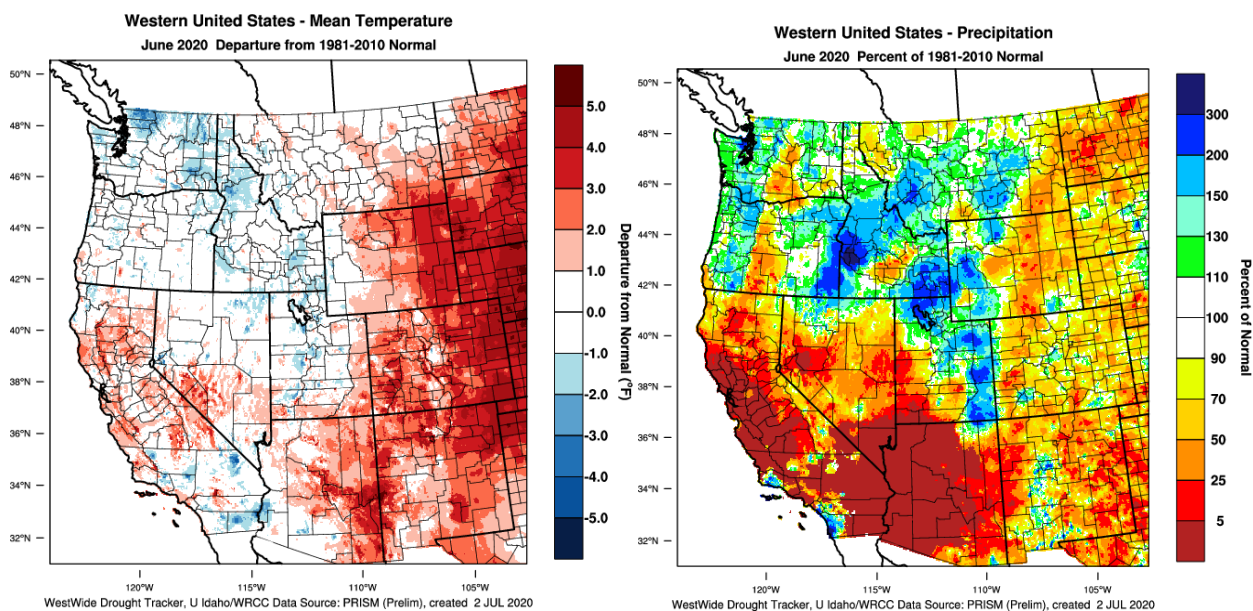 Western United States - Mean Temperature
June 2020 Departure from 1981-2010 Normal
50°N
48°N
46°N
44°N
42°N
40°N
38°N
36°N
34°N
32°N
120°W
115°W
110°W
105°W
5.0
4.0
3.0
2.0
1.0
0.0
-1.0
-2.0
-3.0
-4.0
-5.0
Departure from Normal (°F)
WestWide Drought Tracker, U Idaho/WRCC Data Source: PRISM (Prelim), created 2 JUL 2020
Western United States - Precipitation
June 2020 Percent of 1981-2010 Normal
50°N
48°N
46°N
44°N
42°N
40°N
38°N
36°N
34°N
32°N
120°W
115°W
110°W
105°W
300
200
150
130
110
100
90
70
50
25
5
Percent of Normal
WestWide Drought Tracker, U Idaho/WRCC Data Source: PRISM (Prelim), created 2 JUL 2020